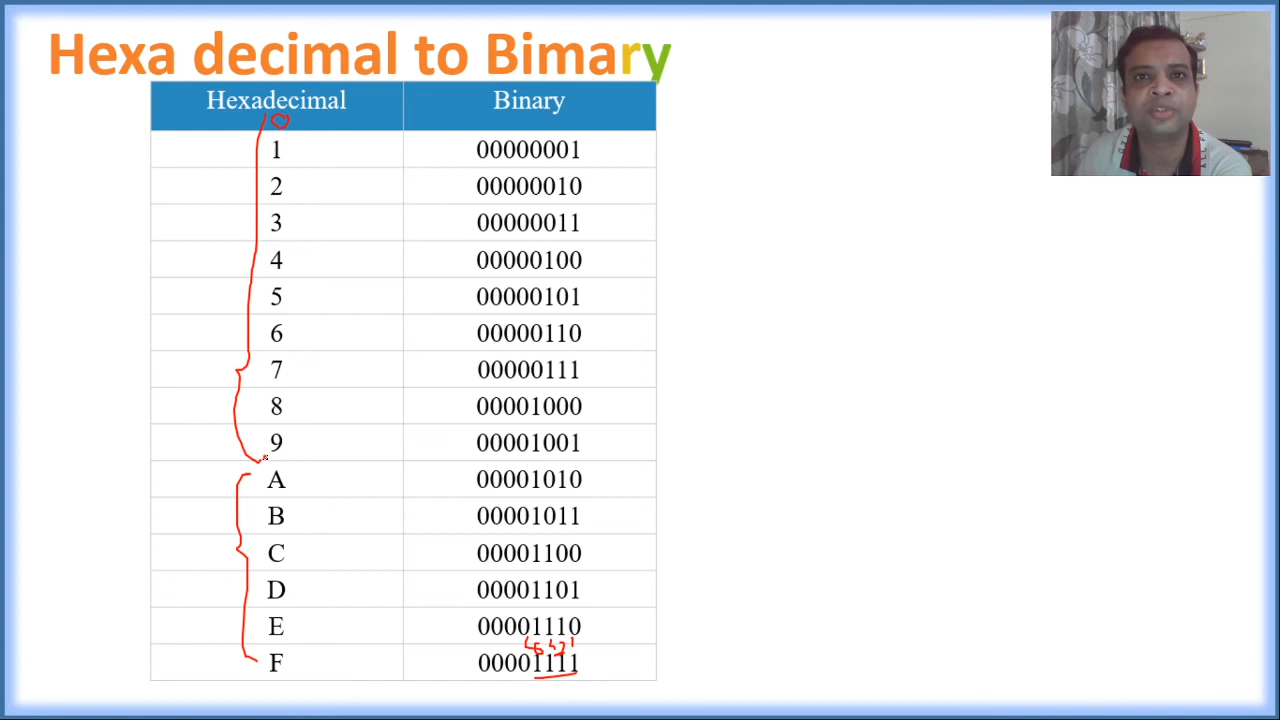 Hexa decimal to Bimary
Hexadecimal Binary
0
1 00000001
2 00000010
3 00000011
4 00000100
5 00000101
6 00000110
7 00000111
8 00001000
9 00001001
A 00001010
B 00001011
C 00001100
D 00001101
E 00001110
F 00001111